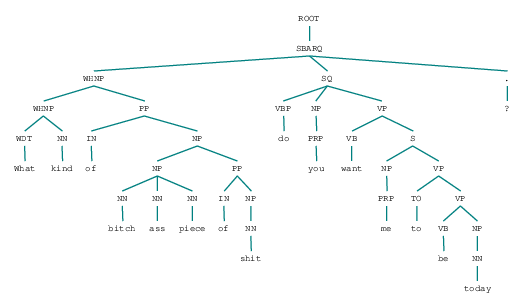 ROOT
SBARQ
WHNP SQ .
WHNP PP VBP NP VP ?
WDT NN IN NP do PRP VB S
What kind of NP PP you want NP VP
NN NN NN IN NP PRP TO VP
bitch ass piece of NN me to VB NP
shit be NN
today